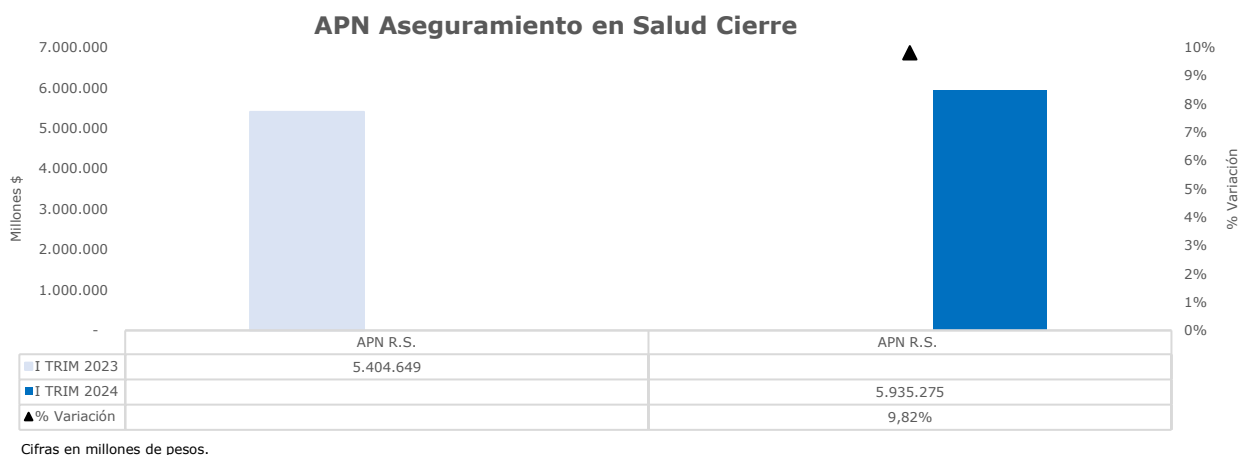 APN Aseguramiento en Salud Cierre
7.000.000
6.000.000
5.000.000
4.000.000
3.000.000
2.000.000
1.000.000
-
Millones $
10%
9%
8%
7%
6%
5%
4%
3%
2%
1%
0%
% Variación
APN R.S. APN R.S.
I TRIM 2023 5.404.649
I TRIM 2024 5.935.275
% Variación 9,82%
Cifras en millones de pesos.